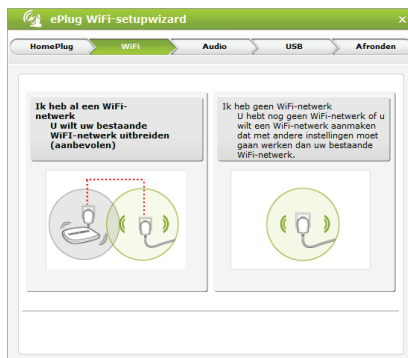 ePlug WiFi-setupwizard
HomePlug WiFi Audio USB Afronden
Ik heb al een WiFi-
netwerk
U wilt uw bestaande
WiFI-netwerk uitbreiden
(aanbevolen)
Ik heb geen WiFi-netwerk
U hebt nog geen WiFi-netwerk of u
wilt een WiFi-netwerk aanmaken
dat met andere instellingen moet
gaan werken dan uw bestaande
WiFi-netwerk.